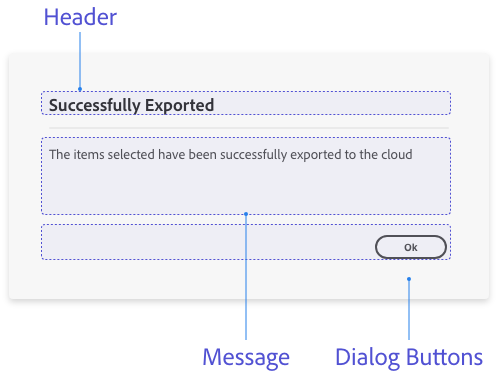 Header
Successfully Exported
The items selected have been successfully exported to the cloud
Ok
Message
Dialog Buttons